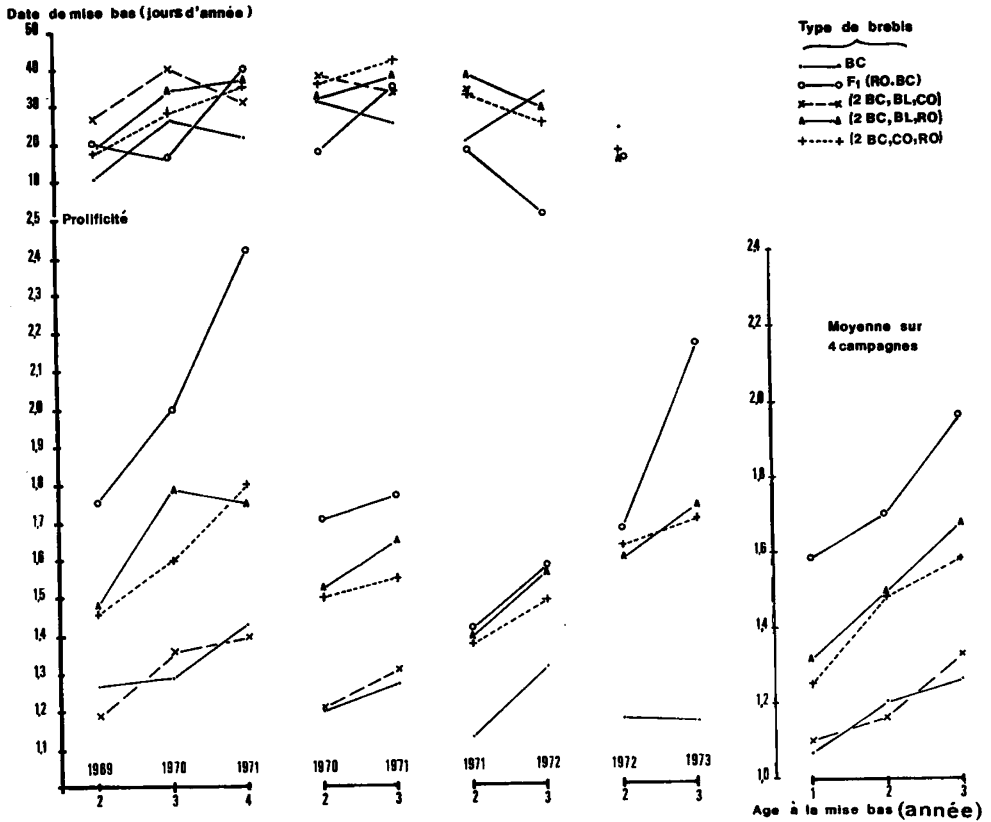 Date de mise bas (jours d'année)
50
40
30
20
10
Type de brebis
BC
F1 (RO.BC)
(2 BC, BL, CO)
(2 BC, BL, RO)
(2 BC, CO, RO)
2,5 Prolificité
2,4
2,3
2,2
2,1
2,0
1,9
1,8
1,7
1,6
1,5
1,4
1,3
1,2
1,1
1969 1970 1971
2 3 4
1970 1971
2 3
1971 1972
2 3
1972 1973
2 3
2,4
2,2
2,0
1,8
1,6
1,4
1,2
1,0
Moyenne sur
4 campagnes
1 2 3
Age à la mise bas (année)